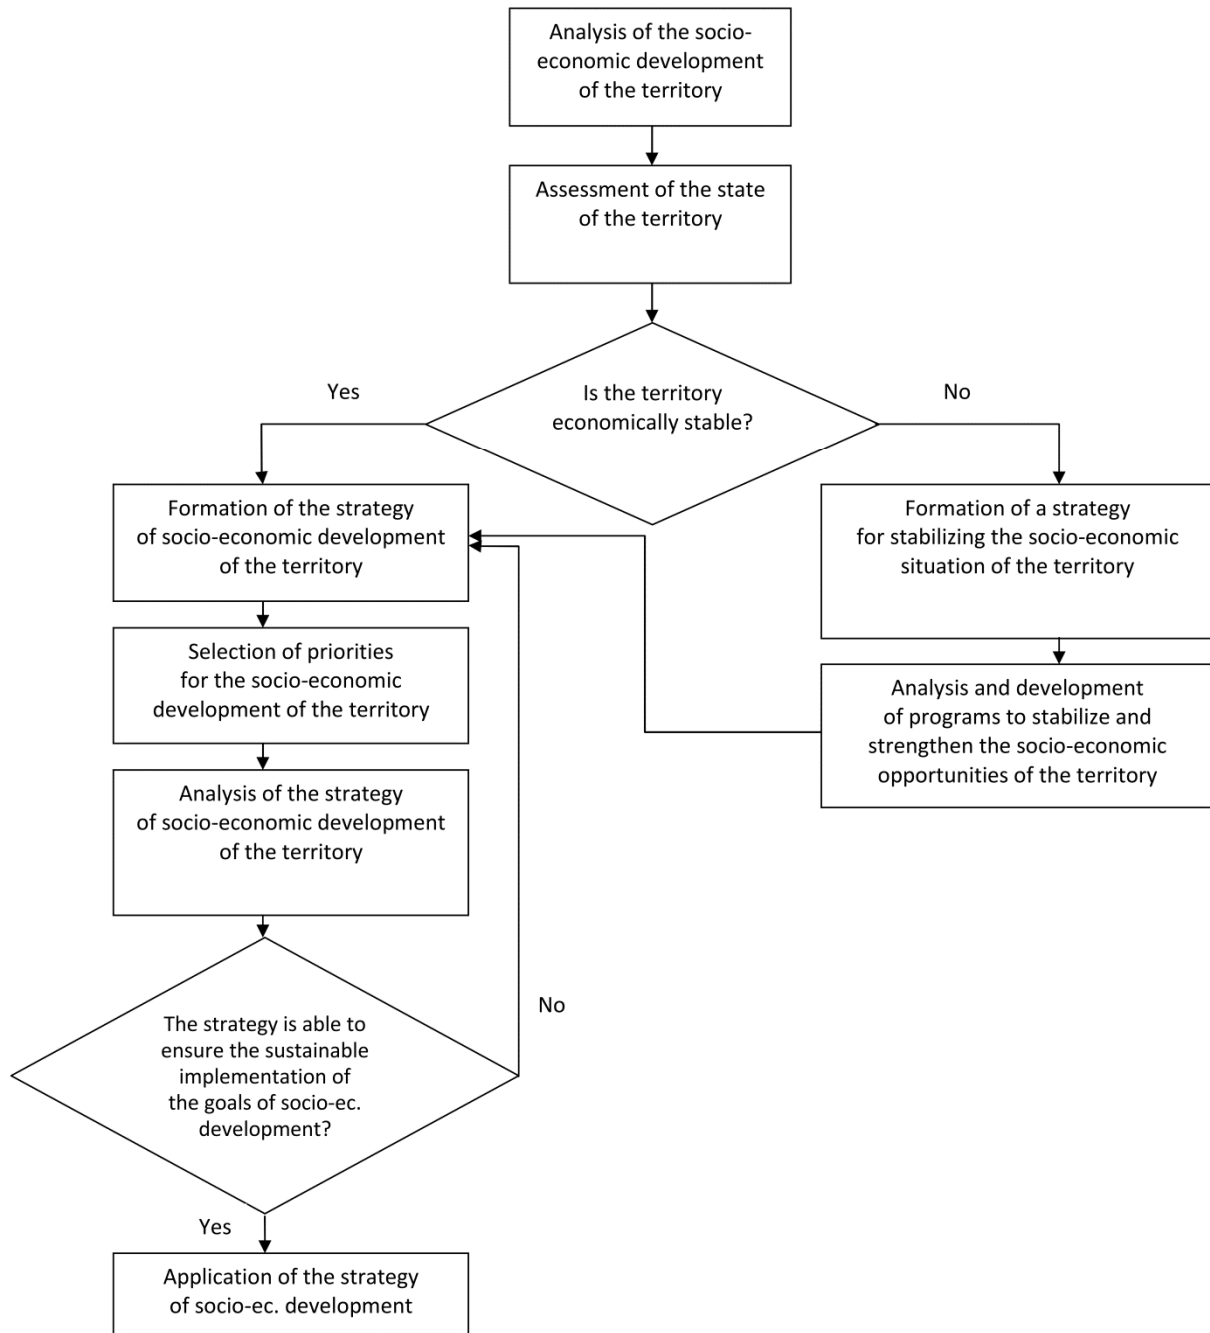 Analysis of the socio-
economic development
of the territory
Assessment of the state
of the territory
Is the territory
economically stable?
Yes
No
Formation of the strategy
of socio-economic development
of the territory
Formation of a strategy
for stabilizing the socio-economic
situation of the territory
Selection of priorities
for the socio-economic
development of the territory
Analysis and development
of programs to stabilize and
strengthen the socio-economic
opportunities of the territory
Analysis of the strategy
of socio-economic development
of the territory
The strategy is able to
ensure the sustainable
implementation of
the goals of socio-ec.
development?
No
Yes
Application of the strategy
of socio-ec. development